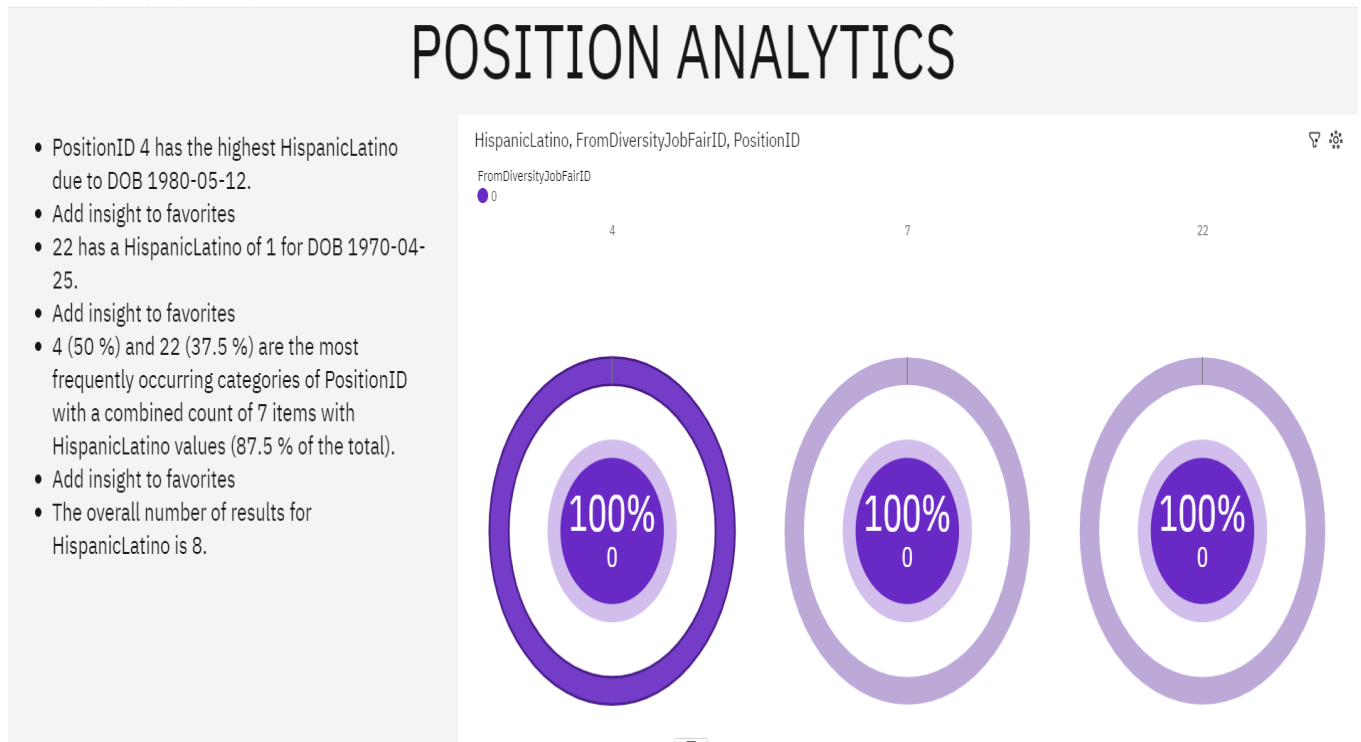 POSITION ANALYTICS
• PositionID 4 has the highest HispanicLatino
due to DOB 1980-05-12.
• Add insight to favorites
• 22 has a HispanicLatino of 1 for DOB 1970-04-
25.
• Add insight to favorites
• 4 (50 %) and 22 (37.5 %) are the most
frequently occurring categories of PositionID
with a combined count of 7 items with
HispanicLatino values (87.5 % of the total).
• Add insight to favorites
• The overall number of results for
HispanicLatino is 8.
HispanicLatino, FromDiversityJobFairID, PositionID
FromDiversityJobFairID
0
4 7 22
100% 100% 100%
0 0 0